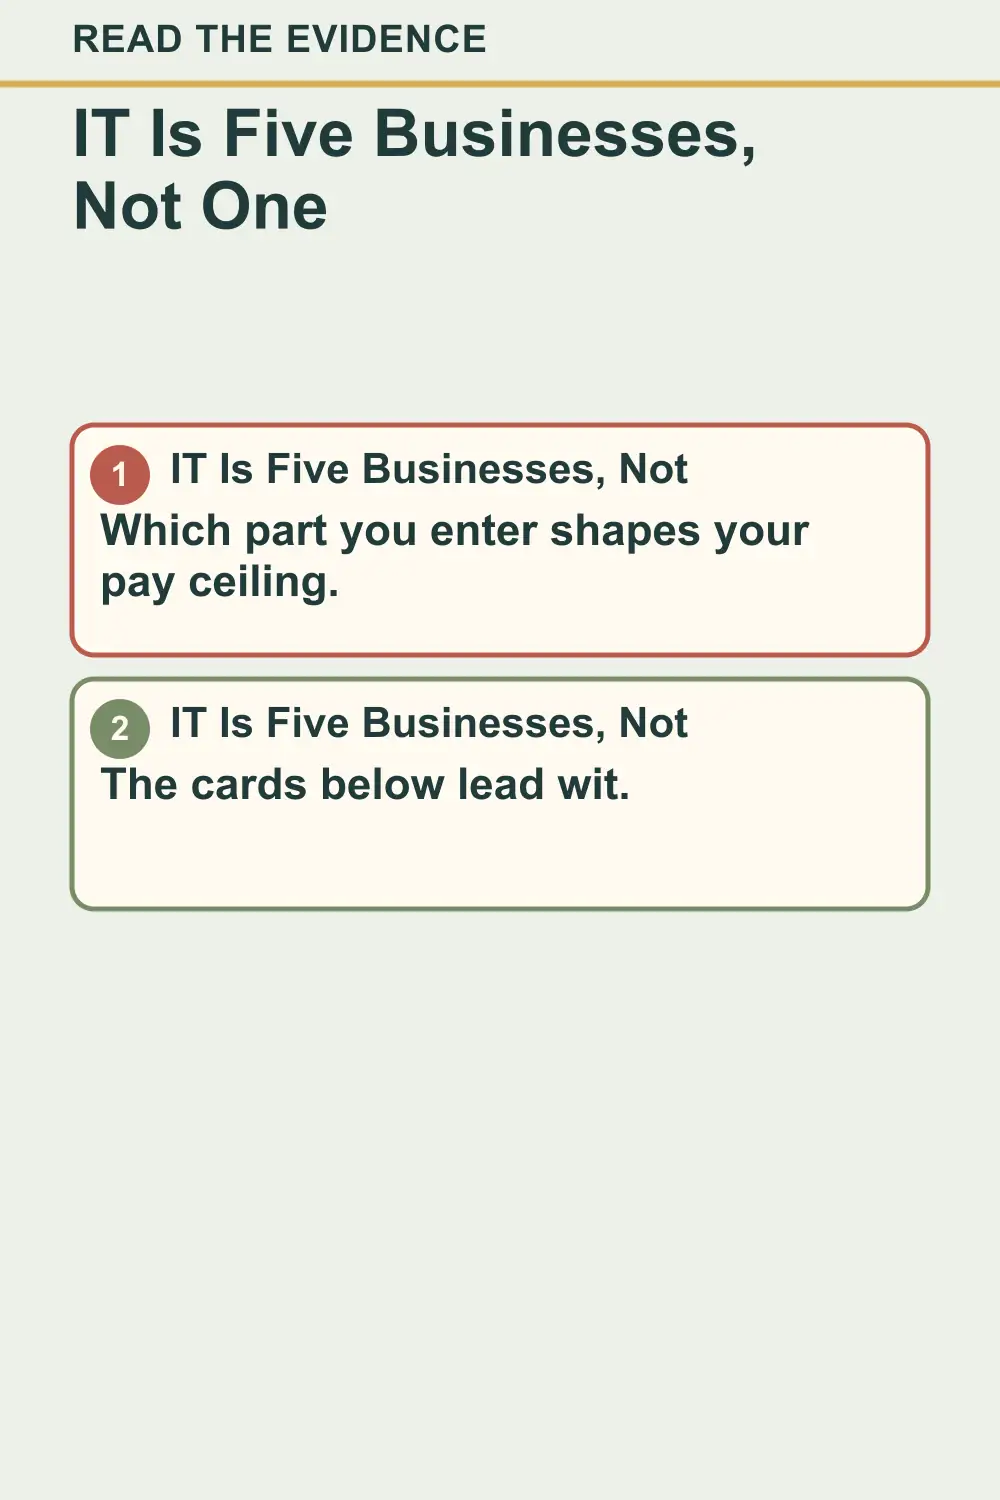 READ THE EVIDENCE
IT Is Five Businesses,
Not One
1 IT Is Five Businesses, Not
Which part you enter shapes your
pay ceiling.
2 IT Is Five Businesses, Not
The cards below lead wit.